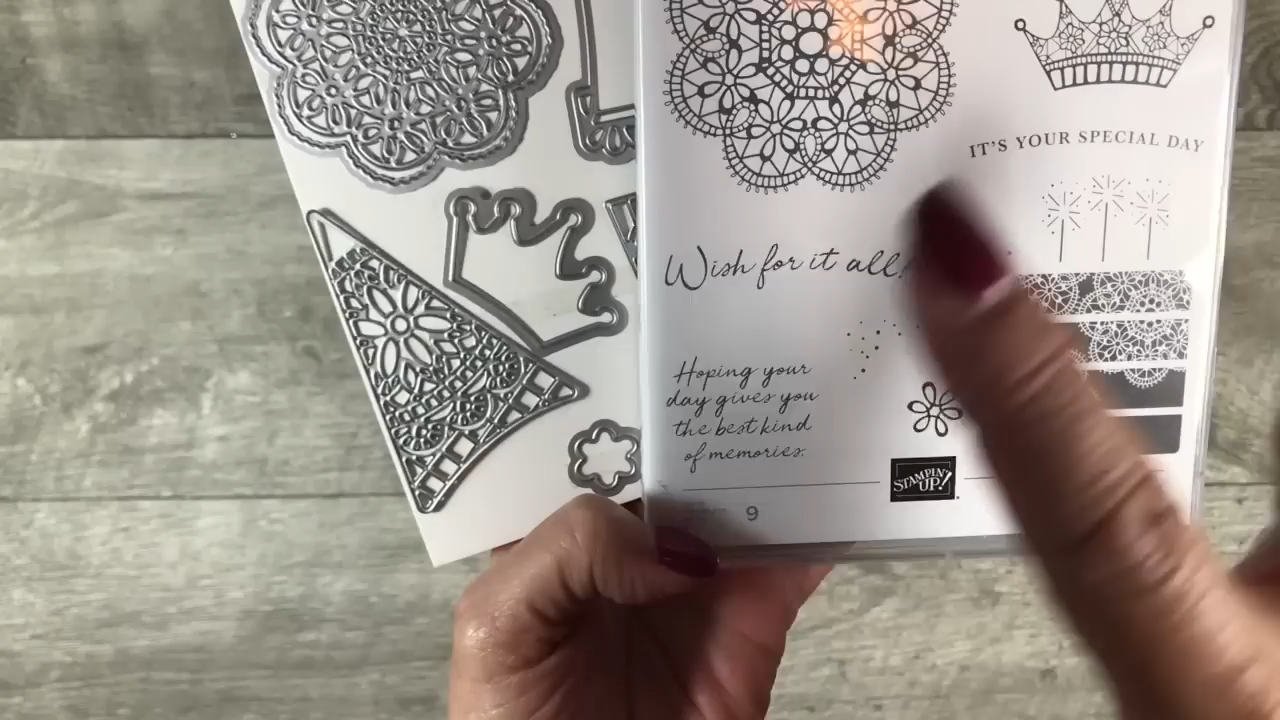 IT'S YOUR SPECIAL DAY
Wish for it all!
Hoping your
day gives you
the best kind
of memories.
STAMPIN' UP!
9